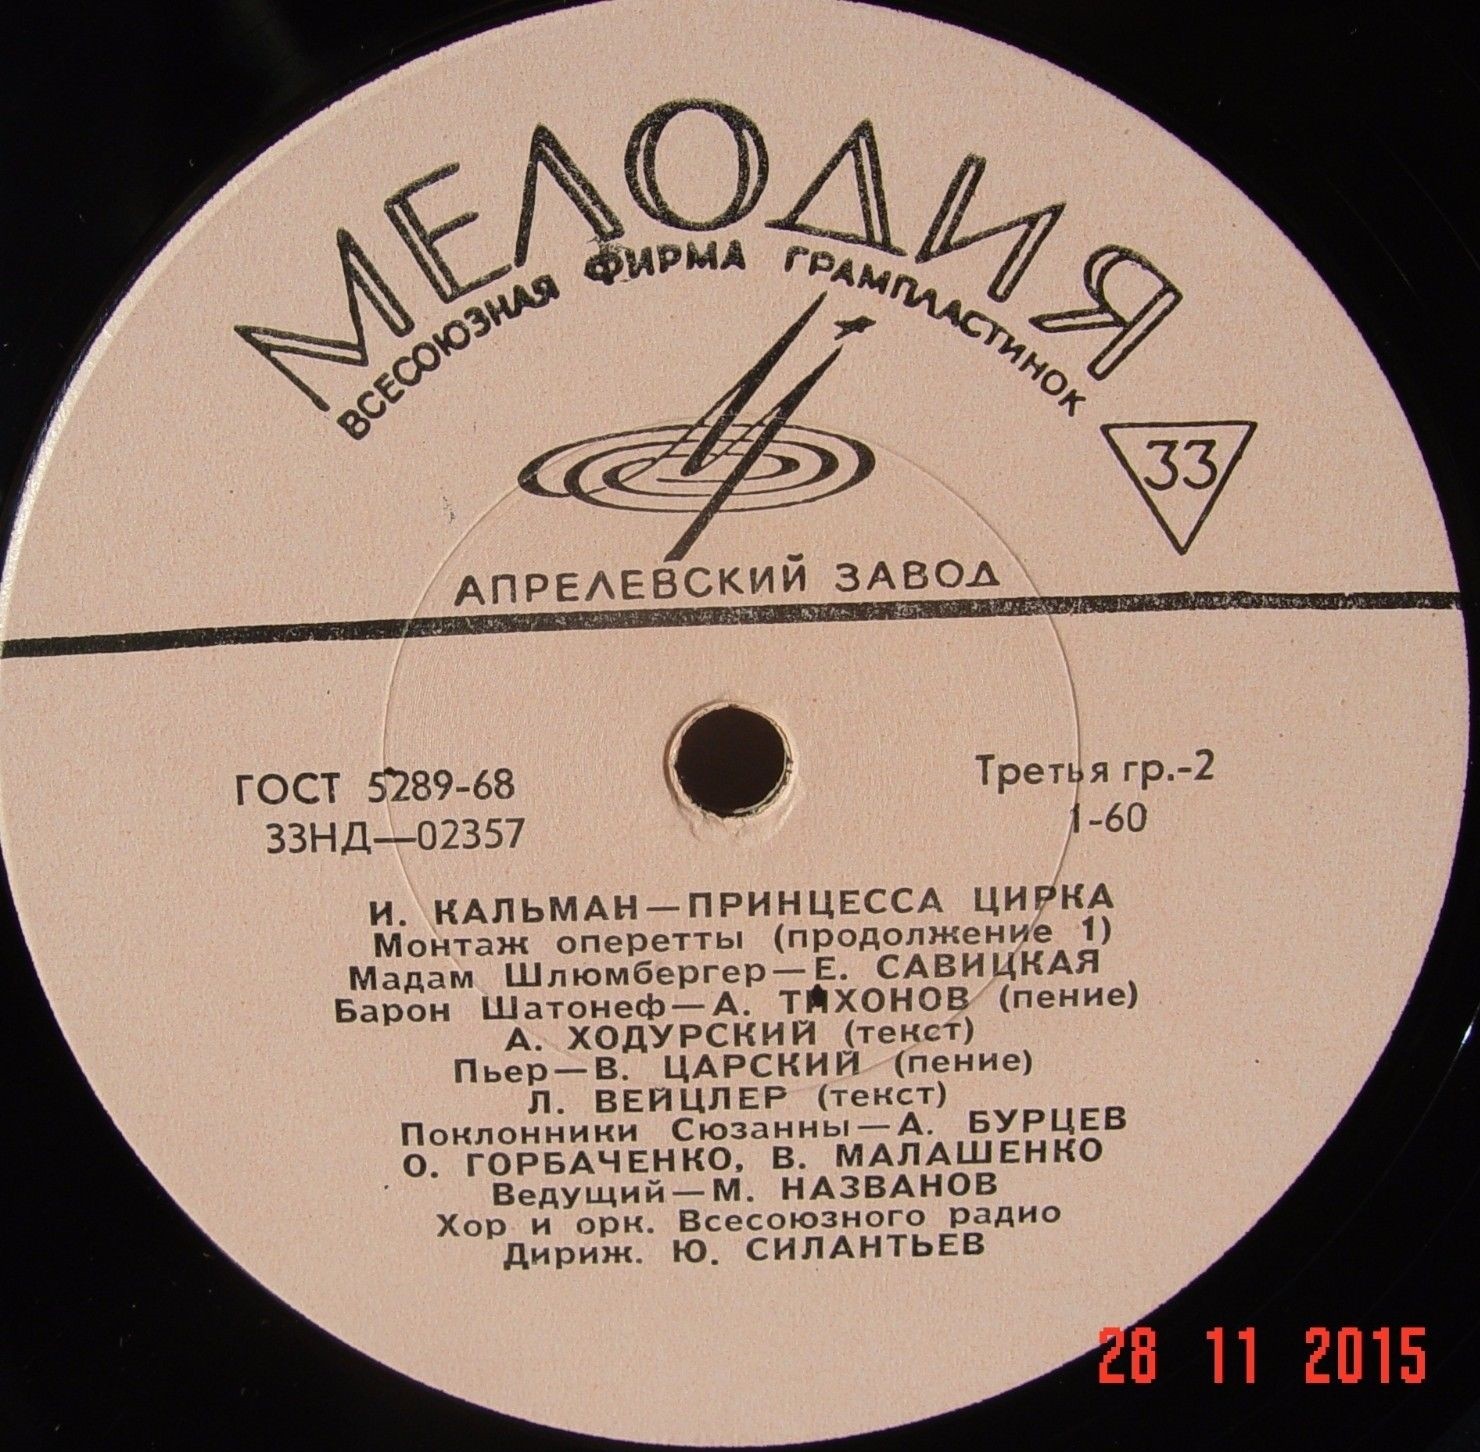 МЕЛОДИЯ
ВСЕСОЮЗНАЯ ФИРМА ГРАМПЛАСТИНОК
33
АПРЕЛЕВСКИЙ ЗАВОД
ГОСТ 5289-68
33НД—02357
Третья гр.-2
1-60
И. КАЛЬМАН—ПРИНЦЕССА ЦИРКА
Монтаж оперетты (продолжение 1)
Мадам Шлюмбергер—Е. САВИЦКАЯ
Барон Шатонеф—А. ТИХОНОВ (пение)
А. ХОДУРСКИЙ (текст)
Пьер—В. ЦАРСКИЙ (пение)
Л. ВЕЙЦЛЕР (текст)
Поклонники Сюзанны—А. БУРЦЕВ
О. ГОРБАЧЕНКО, В. МАЛАШЕНКО
Ведущий—М. НАЗВАНОВ
Хор и орк. Всесоюзного радио
Дириж. Ю. СИЛАНТЬЕВ
28 11 2015